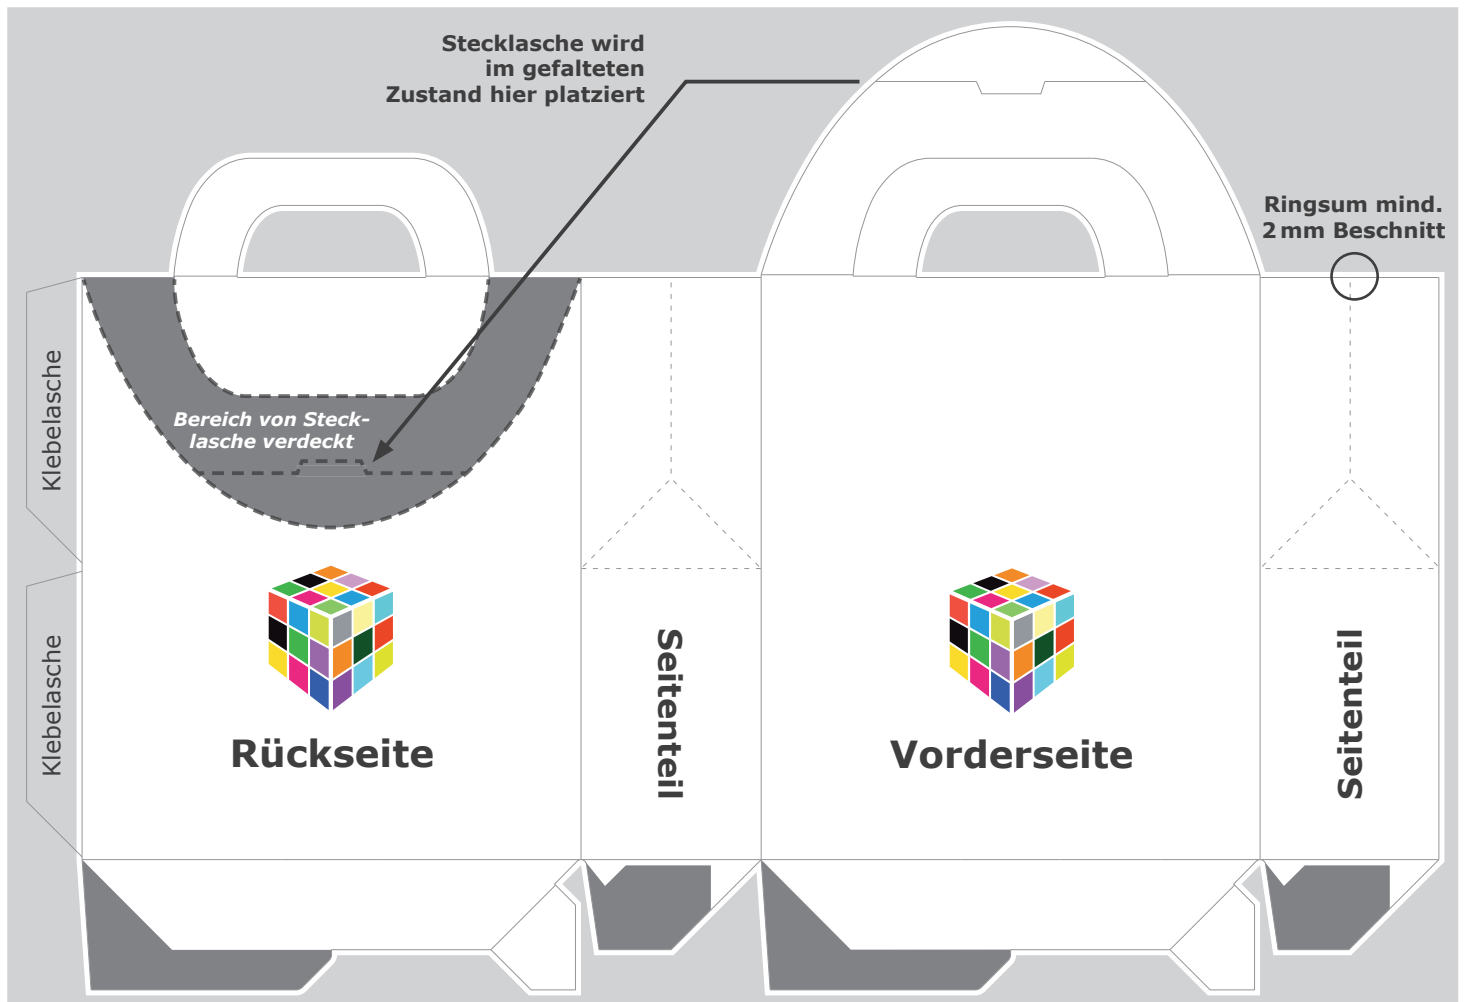 Stecklasche wird
im gefalteten
Zustand hier platziert
Ringsum mind.
2 mm Beschnitt
Klebelasche
Bereich von Steck-
lasche verdeckt
Klebelasche
Rückseite
Seitenteil
Vorderseite
Seitenteil